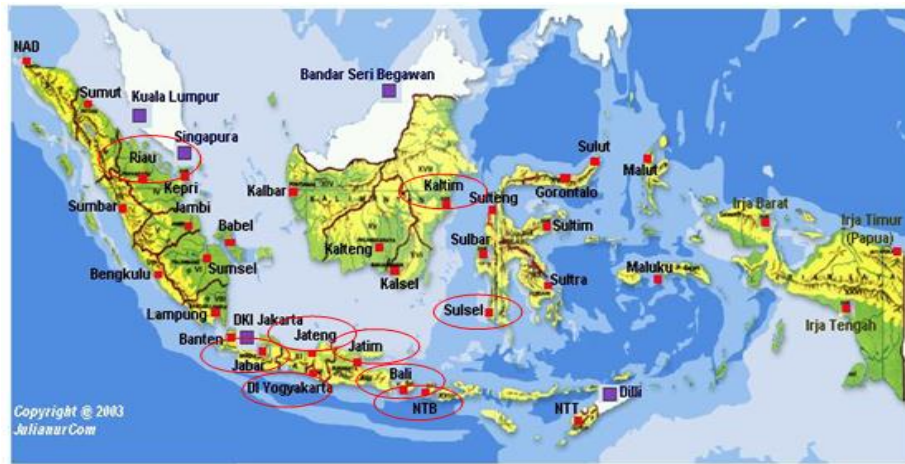 NAD
Sumut
Kuala Lumpur
Bandar Seri Begawan
Singapura
Riau
Kepri
Sumbar
Jambi
Babel
Sumsel
Bengkulu
Lampung
Kalbar
Kaltim
Kalteng
Kalsel
Sulut
Malut
Gorontalo
Sulteng
Sultim
Sulbar
Sultra
Sulsel
Maluku
Irja Barat
Irja Timur
(Papua)
Irja Tengah
DKI Jakarta
Banten
Jateng
Jatim
Jabar
DI Yogyakarta
Bali
NTB
NTT
Dilli
Copyright @ 2003
JulianurCom